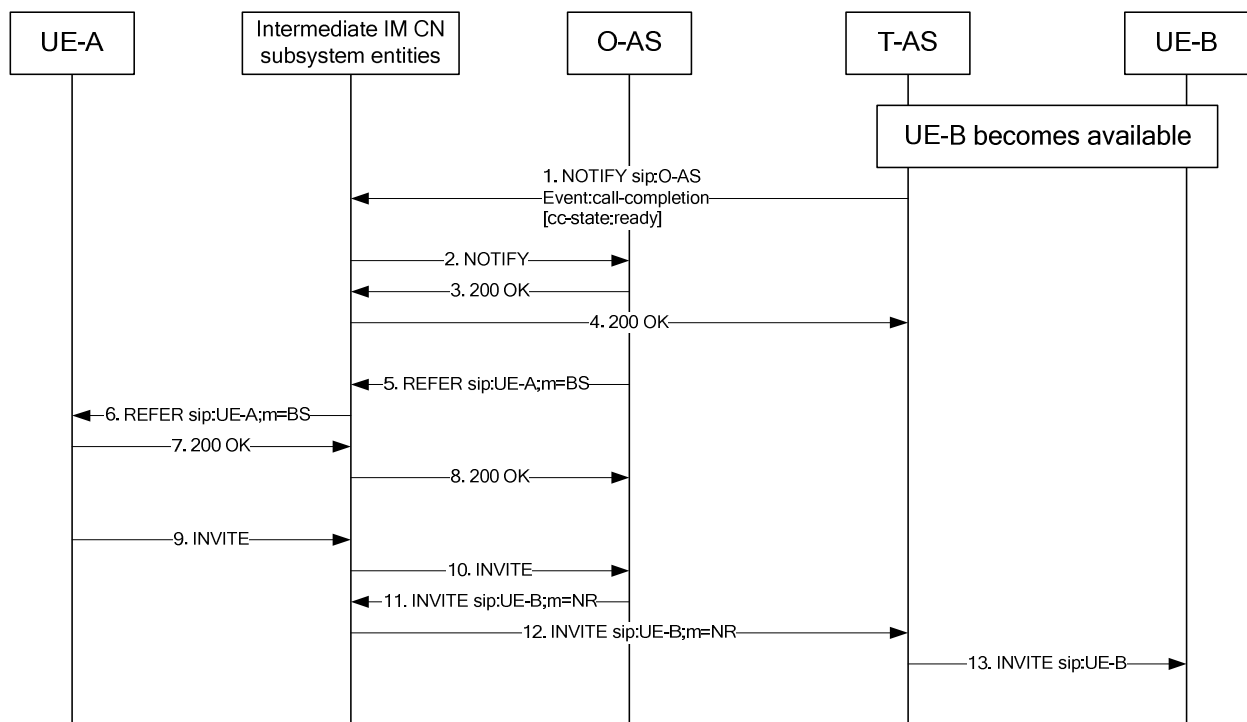 UE-A
Intermediate IM CN
subsystem entities
O-AS
T-AS
UE-B
UE-B becomes available
1. NOTIFY sip:O-AS
Event:call-completion
[cc-state:ready]
2. NOTIFY
3. 200 OK
4. 200 OK
5. REFER sip:UE-A;m=BS
6. REFER sip:UE-A;m=BS
7. 200 OK
8. 200 OK
9. INVITE
10. INVITE
11. INVITE sip:UE-B;m=NR
12. INVITE sip:UE-B;m=NR
13. INVITE sip:UE-B